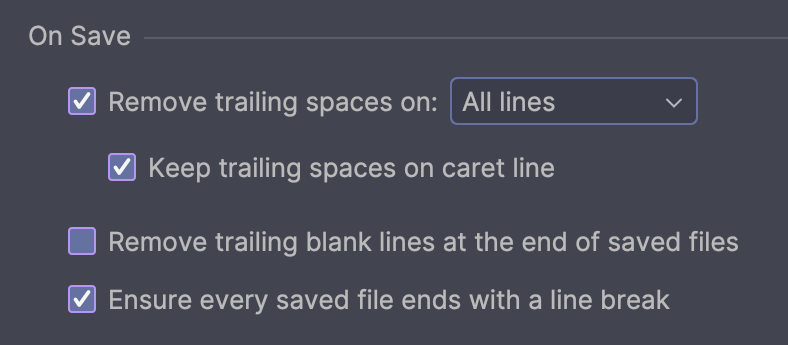 On Save
Remove trailing spaces on: All lines
Keep trailing spaces on caret line
Remove trailing blank lines at the end of saved files
Ensure every saved file ends with a line break